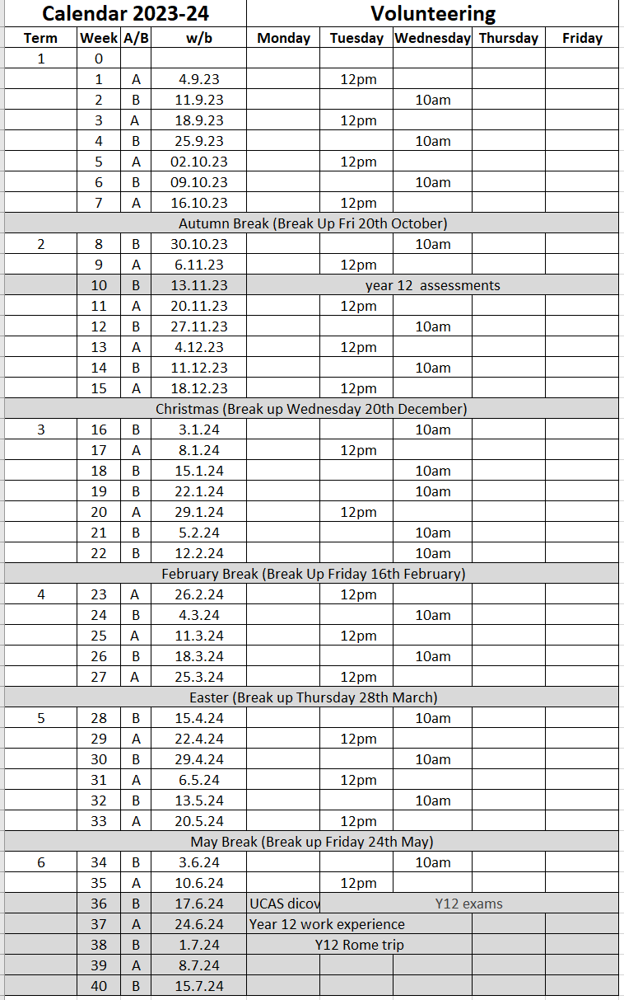 Calendar 2023-24 Volunteering
Term Week A/B w/b Monday Tuesday Wednesday Thursday Friday
1 0
1 A 4.9.23 12pm
2 B 11.9.23 10am
3 A 18.9.23 12pm
4 B 25.9.23 10am
5 A 02.10.23 12pm
6 B 09.10.23 10am
7 A 16.10.23 12pm
Autumn Break (Break Up Fri 20th October)
2 8 B 30.10.23 10am
9 A 6.11.23 12pm
10 B 13.11.23 year 12 assessments
11 A 20.11.23 12pm
12 B 27.11.23 10am
13 A 4.12.23 12pm
14 B 11.12.23 10am
15 A 18.12.23 12pm
Christmas (Break up Wednesday 20th December)
3 16 B 3.1.24 10am
17 A 8.1.24 12pm
18 B 15.1.24 10am
19 B 22.1.24 10am
20 A 29.1.24 12pm
21 B 5.2.24 10am
22 B 12.2.24 10am
February Break (Break Up Friday 16th February)
4 23 A 26.2.24 12pm
24 B 4.3.24 10am
25 A 11.3.24 12pm
26 B 18.3.24 10am
27 A 25.3.24 12pm
Easter (Break up Thursday 28th March)
5 28 B 15.4.24 10am
29 A 22.4.24 12pm
30 B 29.4.24 10am
31 A 6.5.24 12pm
32 B 13.5.24 10am
33 A 20.5.24 12pm
May Break (Break up Friday 24th May)
6 34 B 3.6.24 10am
35 A 10.6.24 12pm
36 B 17.6.24 UCAS dicov Y12 exams
37 A 24.6.24 Year 12 work experience
38 B 1.7.24 Y12 Rome trip
39 A 8.7.24
40 B 15.7.24